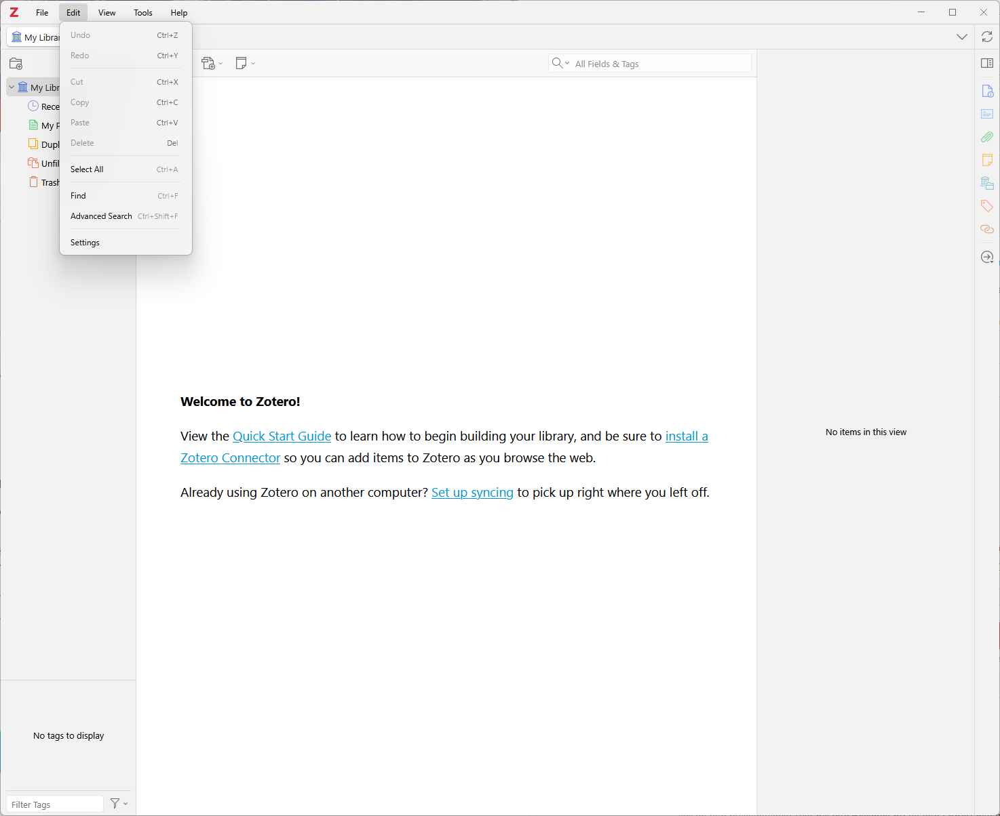 Z File Edit View Tools Help
My Librar
Undo Ctrl+Z
Redo Ctrl+Y
All Fields & Tags
Cut Ctrl+X
My Libr
Copy Ctrl+C
Rece
Paste Ctrl+V
My P
Delete Del
Dupl
Unfil
Select All Ctrl+A
Trash
Find Ctrl+F
Advanced Search Ctrl+Shift+F
Settings
Welcome to Zotero!
View the Quick Start Guide to learn how to begin building your library, and be sure to install a
Zotero Connector so you can add items to Zotero as you browse the web.
Already using Zotero on another computer? Set up syncing to pick up right where you left off.
No items in this view
No tags to display
Filter Tags